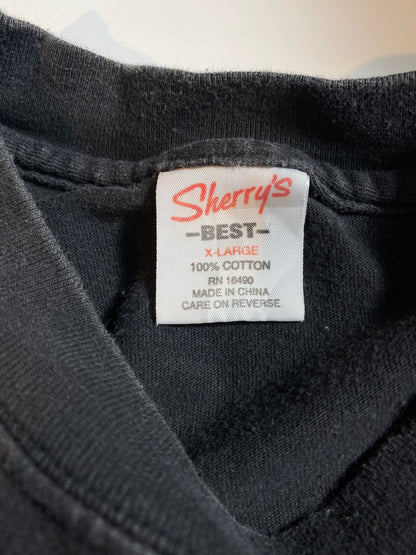 Sherry's
-BEST-
X-LARGE
100% COTTON
RN 16490
MADE IN CHINA
CARE ON REVERSE